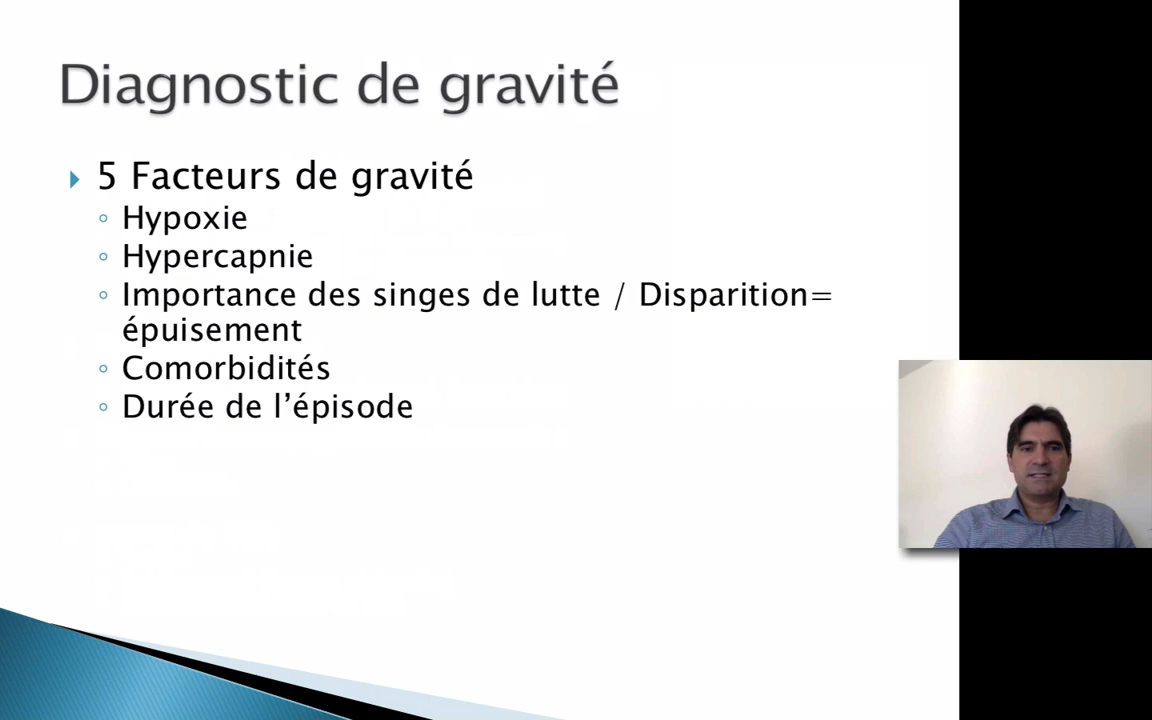 Diagnostic de gravité
5 Facteurs de gravité
Hypoxie
Hypercapnie
Importance des singes de lutte / Disparition=
épuisement
Comorbidités
Durée de l’épisode